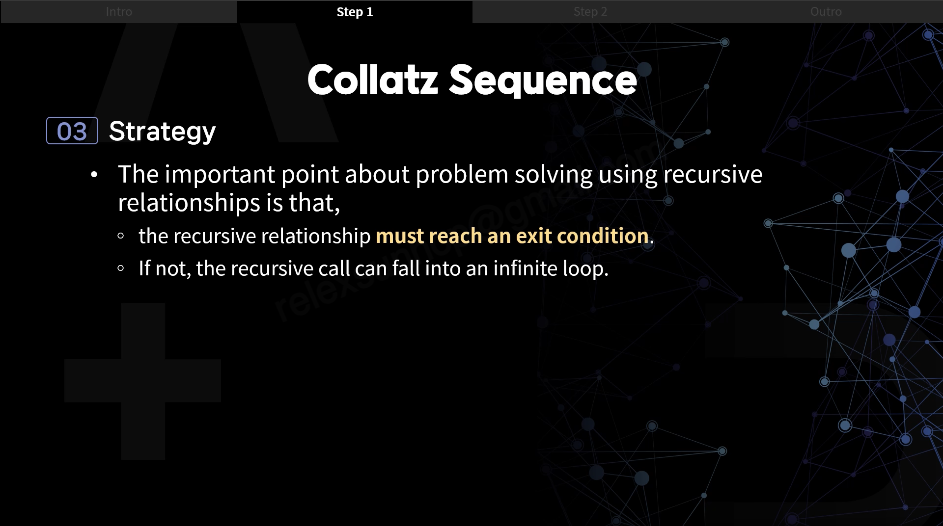 Intro
Step 1
Step 2
Outro
Collatz Sequence
03 Strategy
• The important point about problem solving using recursive
relationships is that,
○ the recursive relationship must reach an exit condition.
○ If not, the recursive call can fall into an infinite loop.